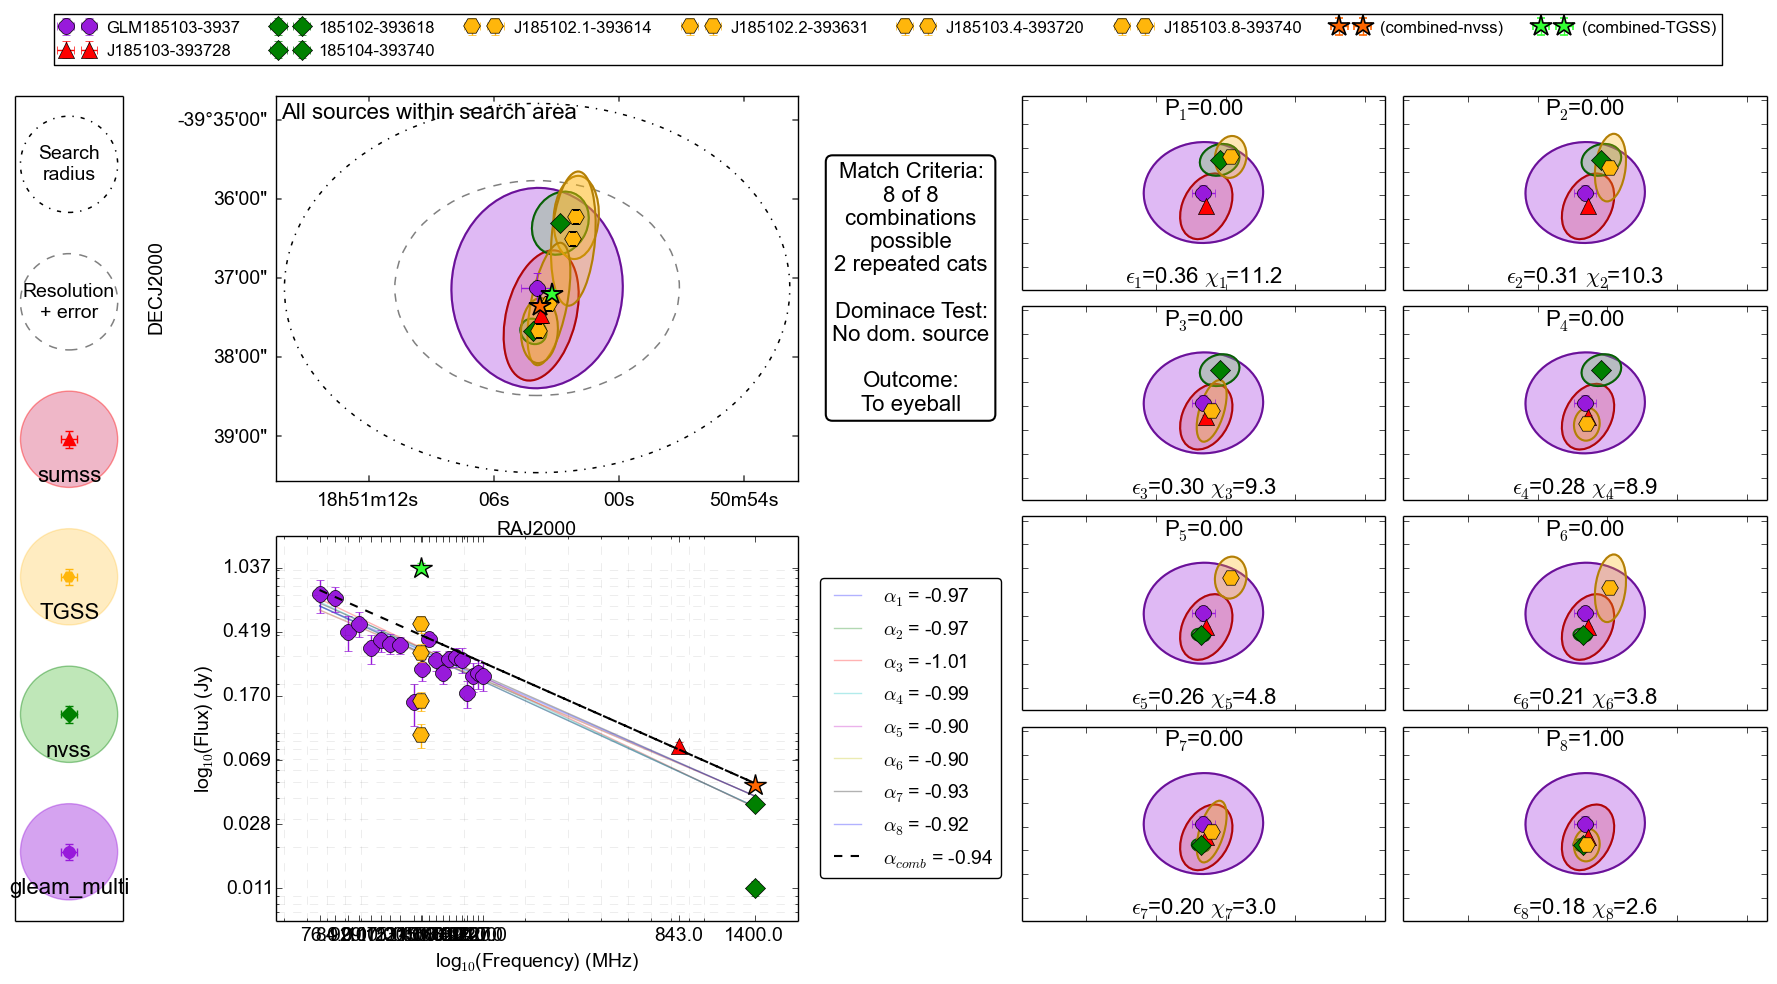 GLM185103-3937
185102-393618
J185102.1-393614
J185102.2-393631
J185103.4-393720
J185103.8-393740
(combined-nvss)
(combined-TGSS)
J185103-393728
185104-393740
Search
radius
Resolution
+ error
sumss
TGSS
nvss
gleam_multi
All sources within search area
DECJ2000
-39°35'00"
36'00"
37'00"
38'00"
39'00"
18h51m12s
06s
00s
50m54s
RAJ2000
Match Criteria:
8 of 8
combinations
possible
2 repeated cats
Dominace Test:
No dom. source
Outcome:
To eyeball
log10(Flux) (Jy)
1.037
0.419
0.170
0.069
0.028
0.011
843.0
1400.0
log10(Frequency) (MHz)
α1 = -0.97
α2 = -0.97
α3 = -1.01
α4 = -0.99
α5 = -0.90
α6 = -0.90
α7 = -0.93
α8 = -0.92
αcomb = -0.94
P1=0.00
ϵ1=0.36 χ1=11.2
P2=0.00
ϵ2=0.31 χ2=10.3
P3=0.00
ϵ3=0.30 χ3=9.3
P4=0.00
ϵ4=0.28 χ4=8.9
P5=0.00
ϵ5=0.26 χ5=4.8
P6=0.00
ϵ6=0.21 χ6=3.8
P7=0.00
ϵ7=0.20 χ7=3.0
P8=1.00
ϵ8=0.18 χ8=2.6